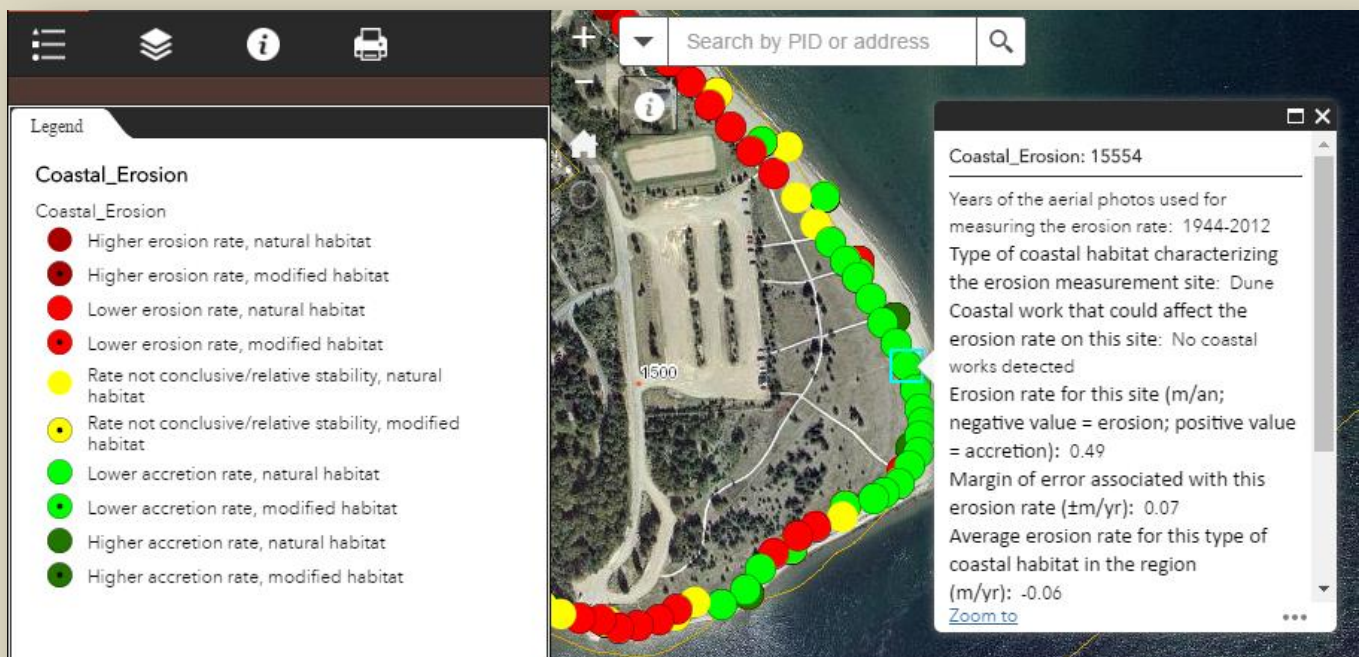 Search by PID or address
Legend
Coastal_Erosion
Coastal_Erosion
Higher erosion rate, natural habitat
Higher erosion rate, modified habitat
Lower erosion rate, natural habitat
Lower erosion rate, modified habitat
Rate not conclusive/relative stability, natural
habitat
Rate not conclusive/relative stability, modified
habitat
Lower accretion rate, natural habitat
Lower accretion rate, modified habitat
Higher accretion rate, natural habitat
Higher accretion rate, modified habitat
1500
Coastal_Erosion: 15554
Years of the aerial photos used for
measuring the erosion rate: 1944-2012
Type of coastal habitat characterizing
the erosion measurement site: Dune
Coastal work that could affect the
erosion rate on this site: No coastal
works detected
Erosion rate for this site (m/an;
negative value = erosion; positive value
= accretion): 0.49
Margin of error associated with this
erosion rate (±m/yr): 0.07
Average erosion rate for this type of
coastal habitat in the region
(m/yr): -0.06
Zoom to